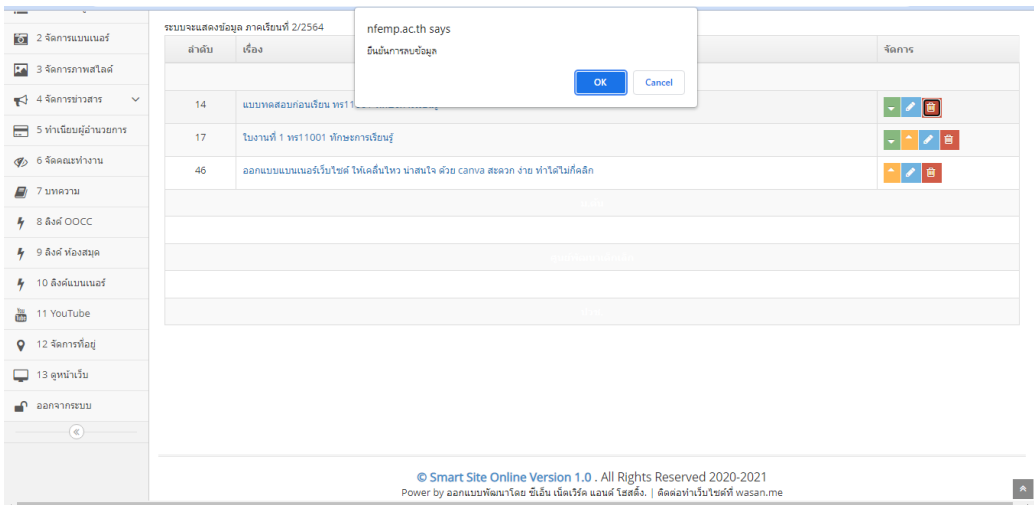 nfemp.ac.th says
ยืนยันการลบข้อมูล
OK
Cancel
ระบบจะแสดงข้อมูล ภาคเรียนที่ 2/2564
ลำดับ เรื่อง จัดการ
14 แบบทดสอบก่อนเรียน ทร11
17 ใบงานที่ 1 ทร11001 ทักษะการเรียนรู้
46 ออกแบบแบนเนอร์เว็บไซต์ ให้เคลื่นไหว น่าสนใจ ด้วย canva สะดวก ง่าย ทำได้ไม่กี่คลิก
2 จัดการแบนเนอร์
3 จัดการภาพสไลด์
4 จัดการข่าวสาร
5 ทำเนียบผู้อำนวยการ
6 จัดคณะทำงาน
7 บทความ
8 ลิงค์ OOCC
9 ลิงค์ ห้องสมุด
10 ลิงค์แบนเนอร์
You
Tube
11 YouTube
12 จัดการที่อยู่
13 ดูหน้าเว็บ
ออกจากระบบ
© Smart Site Online Version 1.0 . All Rights Reserved 2020-2021
Power by ออกแบบพัฒนาโดย ซีเอ็น เน็ตเวิร์ค แอนด์ โฮสติ้ง. | ติดต่อทำเว็บไซต์ที่ wasan.me